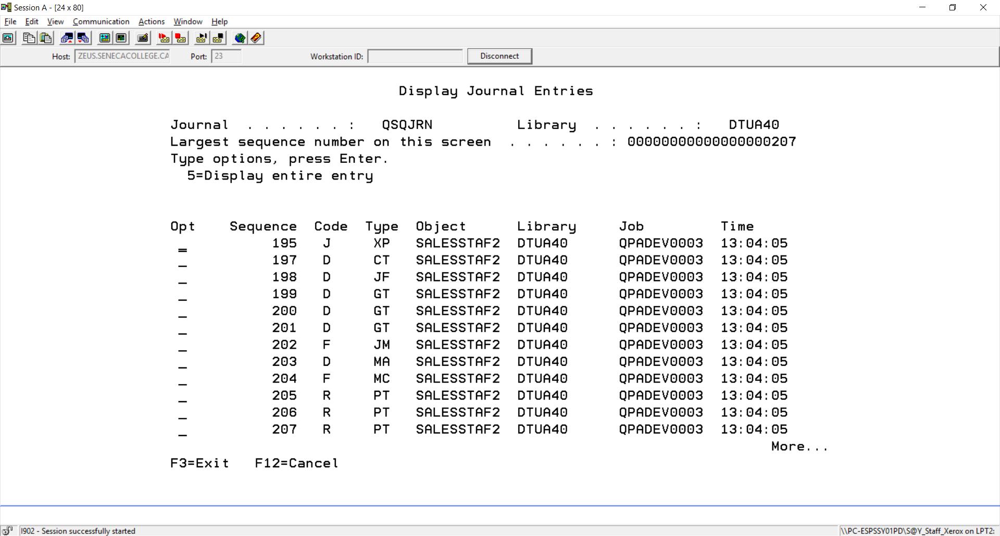 Session A - [24 x 80]
File Edit View Communication Actions Window Help
Host: ZEUS.SENECACOLLEGE.CA Port: 23 Workstation ID: Disconnect
Display Journal Entries
Journal . . . . . . : QSQJRN Library . . . . . . : DTUA40
Largest sequence number on this screen . . . . . . : 00000000000000000207
Type options, press Enter.
5=Display entire entry
Opt Sequence Code Type Object Library Job Time
_ 195 J XP SALESSTAF2 DTUA40 QPADEV0003 13:04:05
_ 197 D CT SALESSTAF2 DTUA40 QPADEV0003 13:04:05
_ 198 D JF SALESSTAF2 DTUA40 QPADEV0003 13:04:05
_ 199 D GT SALESSTAF2 DTUA40 QPADEV0003 13:04:05
_ 200 D GT SALESSTAF2 DTUA40 QPADEV0003 13:04:05
_ 201 D GT SALESSTAF2 DTUA40 QPADEV0003 13:04:05
_ 202 F JM SALESSTAF2 DTUA40 QPADEV0003 13:04:05
_ 203 D MA SALESSTAF2 DTUA40 QPADEV0003 13:04:05
_ 204 F MC SALESSTAF2 DTUA40 QPADEV0003 13:04:05
_ 205 R PT SALESSTAF2 DTUA40 QPADEV0003 13:04:05
_ 206 R PT SALESSTAF2 DTUA40 QPADEV0003 13:04:05
_ 207 R PT SALESSTAF2 DTUA40 QPADEV0003 13:04:05
More...
F3=Exit F12=Cancel
I902 - Session successfully started \\PC-ESPSSY01PD\S@Y_Staff_Xerox on LPT2: